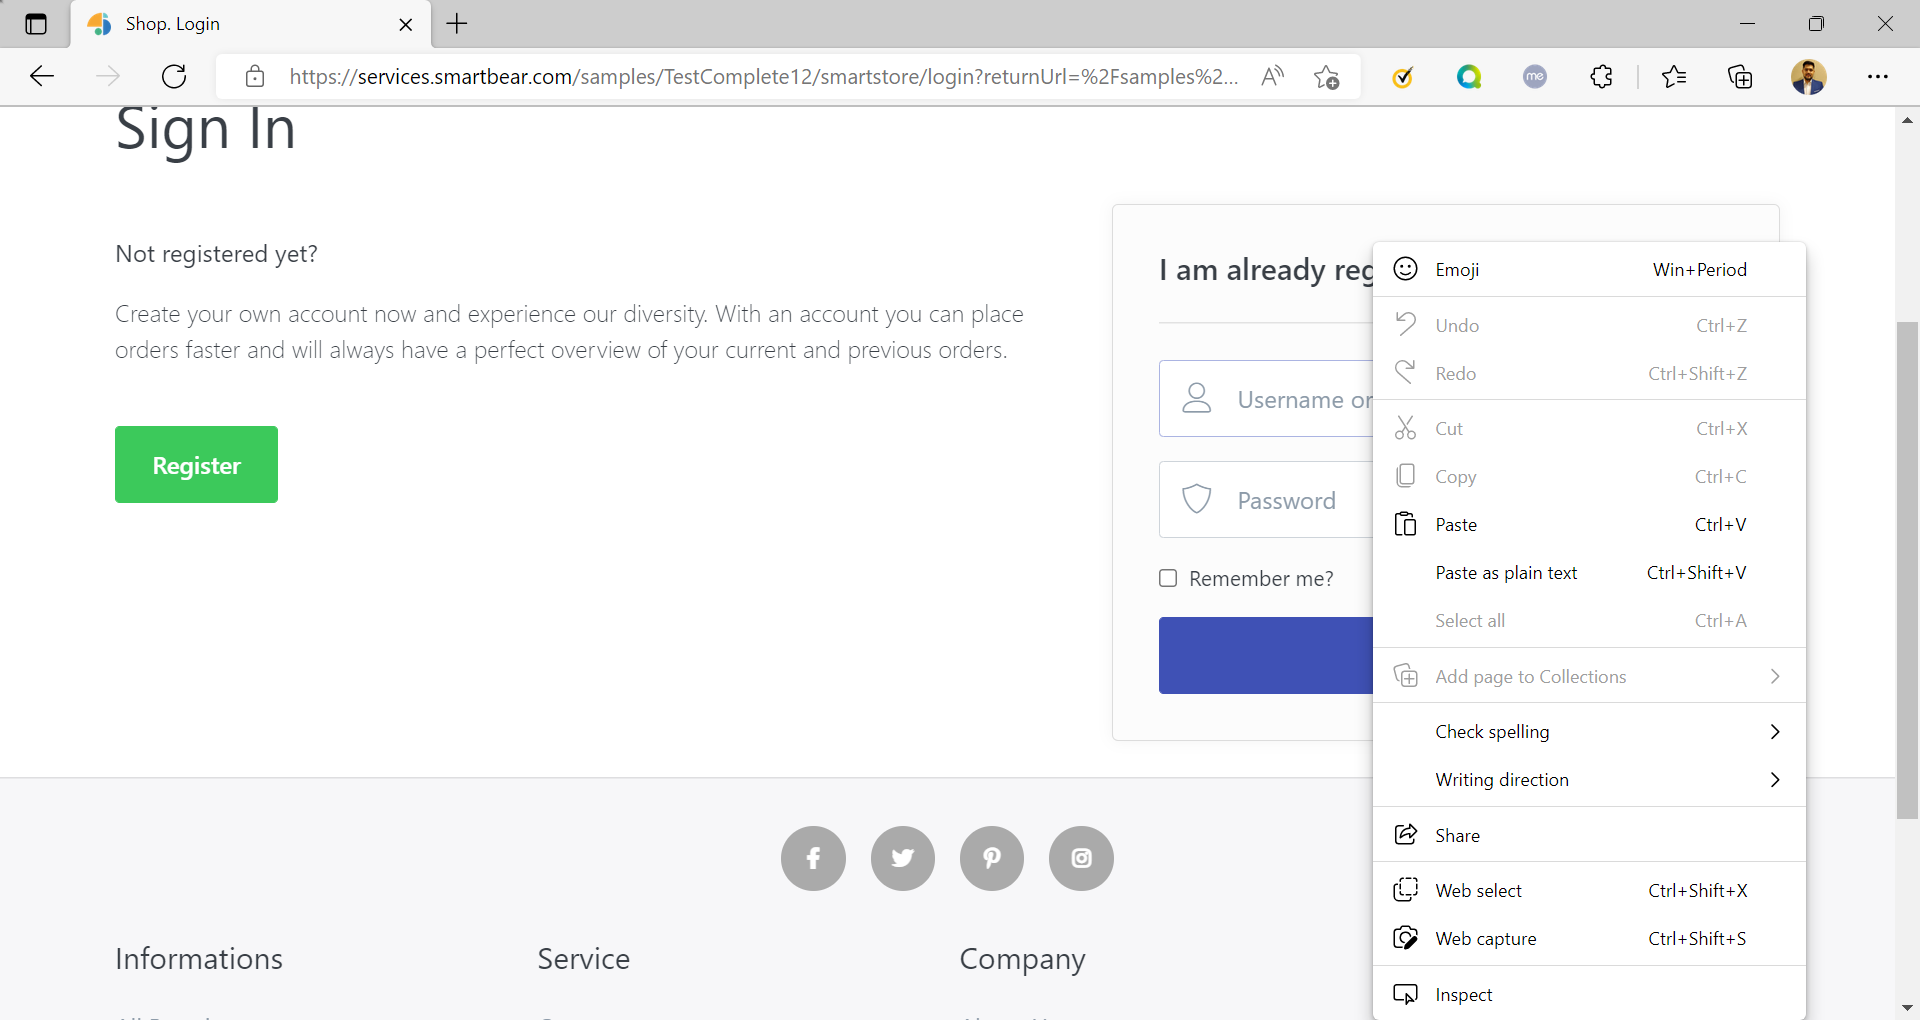 Shop. Login
https://services.smartbear.com/samples/TestComplete12/smartstore/login?returnUrl=%2Fsamples%2...
me
Sign In
Not registered yet?
Create your own account now and experience our diversity. With an account you can place
orders faster and will always have a perfect overview of your current and previous orders.
Register
I am already reg
Username or
Password
Remember me?
Emoji Win+Period
Undo Ctrl+Z
Redo Ctrl+Shift+Z
Cut Ctrl+X
Copy Ctrl+C
Paste Ctrl+V
Paste as plain text Ctrl+Shift+V
Select all Ctrl+A
Add page to Collections
Check spelling
Writing direction
Share
Web select Ctrl+Shift+X
Web capture Ctrl+Shift+S
Inspect
Informations Service Company